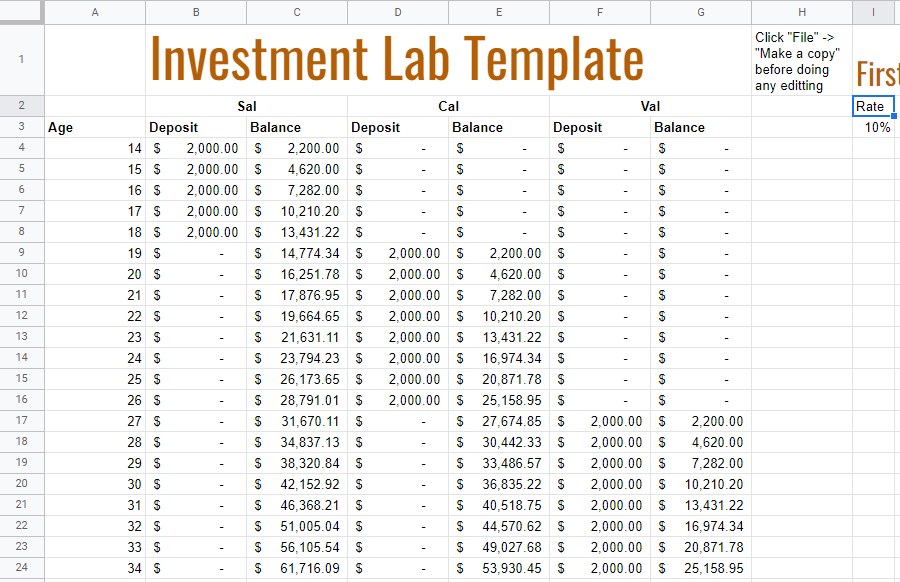 A B C D E F G H I
1 Investment Lab Template Click "File" ->
"Make a copy"
before doing
any editting
First
2 Sal Cal Val Rate
3 Age Deposit Balance Deposit Balance Deposit Balance 10%
4 14 $ 2,000.00 $ 2,200.00 $ - $ - $ - $ -
5 15 $ 2,000.00 $ 4,620.00 $ - $ - $ - $ -
6 16 $ 2,000.00 $ 7,282.00 $ - $ - $ - $ -
7 17 $ 2,000.00 $ 10,210.20 $ - $ - $ - $ -
8 18 $ 2,000.00 $ 13,431.22 $ - $ - $ - $ -
9 19 $ - $ 14,774.34 $ 2,000.00 $ 2,200.00 $ - $ -
10 20 $ - $ 16,251.78 $ 2,000.00 $ 4,620.00 $ - $ -
11 21 $ - $ 17,876.95 $ 2,000.00 $ 7,282.00 $ - $ -
12 22 $ - $ 19,664.65 $ 2,000.00 $ 10,210.20 $ - $ -
13 23 $ - $ 21,631.11 $ 2,000.00 $ 13,431.22 $ - $ -
14 24 $ - $ 23,794.23 $ 2,000.00 $ 16,974.34 $ - $ -
15 25 $ - $ 26,173.65 $ 2,000.00 $ 20,871.78 $ - $ -
16 26 $ - $ 28,791.01 $ 2,000.00 $ 25,158.95 $ - $ -
17 27 $ - $ 31,670.11 $ - $ 27,674.85 $ 2,000.00 $ 2,200.00
18 28 $ - $ 34,837.13 $ - $ 30,442.33 $ 2,000.00 $ 4,620.00
19 29 $ - $ 38,320.84 $ - $ 33,486.57 $ 2,000.00 $ 7,282.00
20 30 $ - $ 42,152.92 $ - $ 36,835.22 $ 2,000.00 $ 10,210.20
21 31 $ - $ 46,368.21 $ - $ 40,518.75 $ 2,000.00 $ 13,431.22
22 32 $ - $ 51,005.04 $ - $ 44,570.62 $ 2,000.00 $ 16,974.34
23 33 $ - $ 56,105.54 $ - $ 49,027.68 $ 2,000.00 $ 20,871.78
24 34 $ - $ 61,716.09 $ - $ 53,930.45 $ 2,000.00 $ 25,158.95